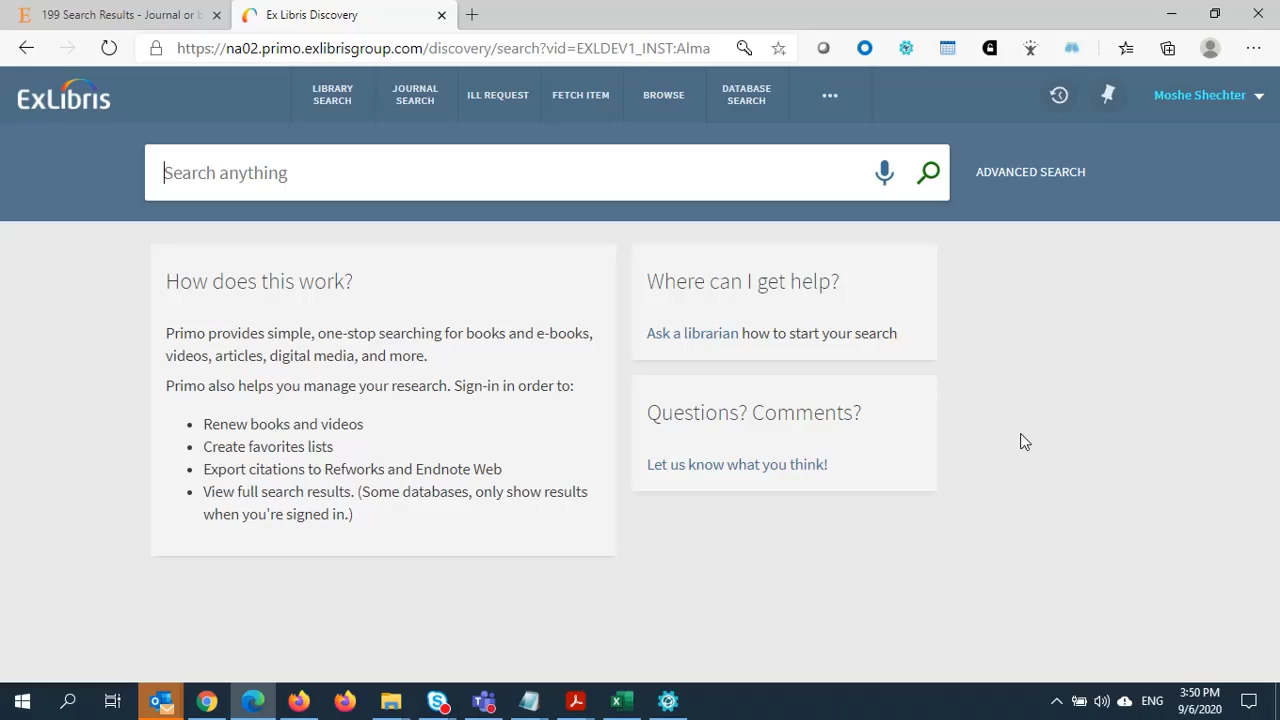 199 Search Results - Journal or b
Ex Libris Discovery
https://na02.primo.exlibrisgroup.com/discovery/search?vid=EXLDEV1_INST:Alma
ExLibris
LIBRARY
SEARCH
JOURNAL
SEARCH
ILL REQUEST
FETCH ITEM
BROWSE
DATABASE
SEARCH
Moshe Shechter
Search anything
ADVANCED SEARCH
How does this work?
Primo provides simple, one-stop searching for books and e-books,
videos, articles, digital media, and more.
Primo also helps you manage your research. Sign-in in order to:
• Renew books and videos
• Create favorites lists
• Export citations to Refworks and Endnote Web
• View full search results. (Some databases, only show results
when you're signed in.)
Where can I get help?
Ask a librarian how to start your search
Questions? Comments?
Let us know what you think!
ENG
3:50 PM
9/6/2020